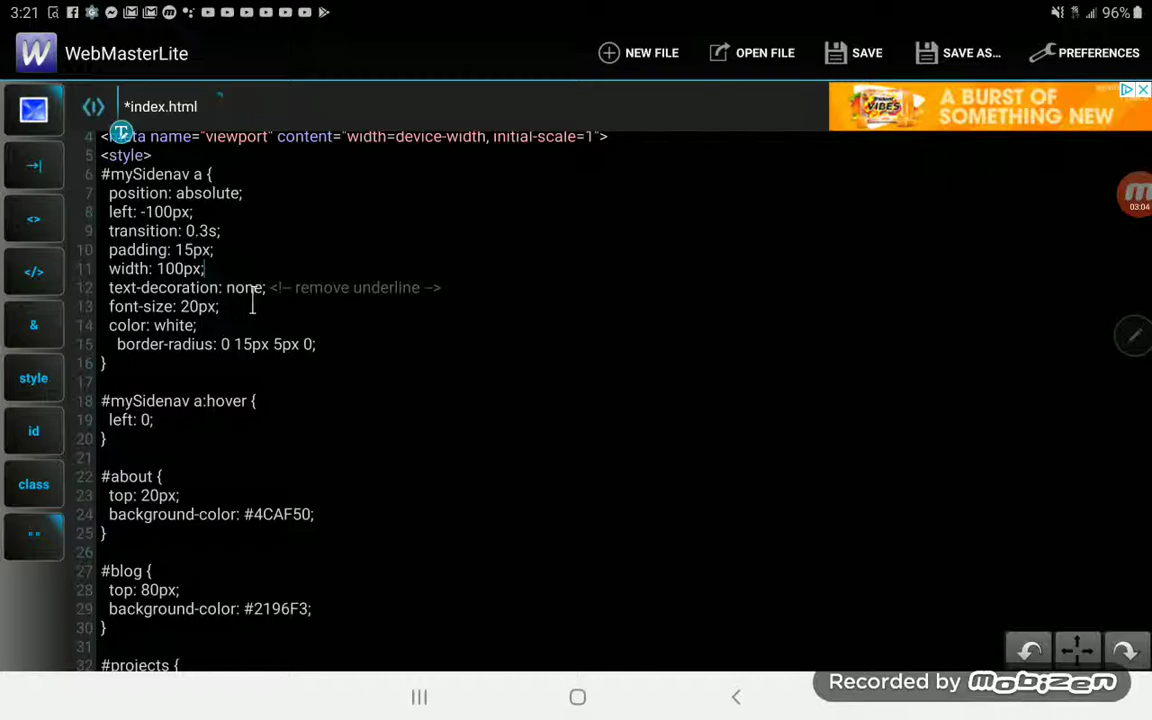 3:21
96%
W WebMasterLite
NEW FILE
OPEN FILE
SAVE
SAVE AS...
PREFERENCES
*index.html
VIBES
A BURST OF
SOMETHING NEW
T
4 name="viewport" content="width=device-width, initial-scale=1">
5 <style>
6 #mySidenav a {
7 position: absolute;
8 left: -100px;
9 transition: 0.3s;
10 padding: 15px;
11 width: 100px;
12 text-decoration: none; <!-- remove underline -->
13 font-size: 20px;
14 color: white;
15 border-radius: 0 15px 5px 0;
16 }
17
18 #mySidenav a:hover {
19 left: 0;
20 }
21
22 #about {
23 top: 20px;
24 background-color: #4CAF50;
25 }
26
27 #blog {
28 top: 80px;
29 background-color: #2196F3;
30 }
31
32 #projects {
→|
<>
</>
&
style
id
class
" "
03:04
Recorded by mobizen